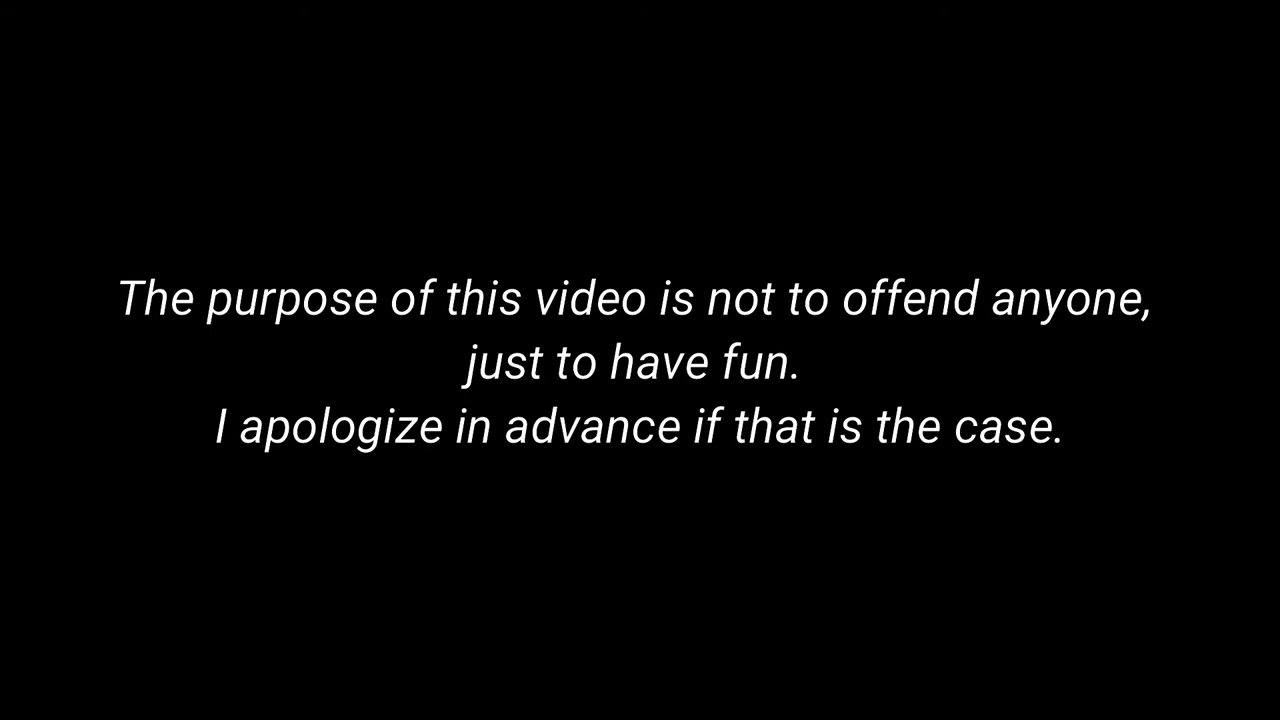 The purpose of this video is not to offend anyone,
just to have fun.
I apologize in advance if that is the case.